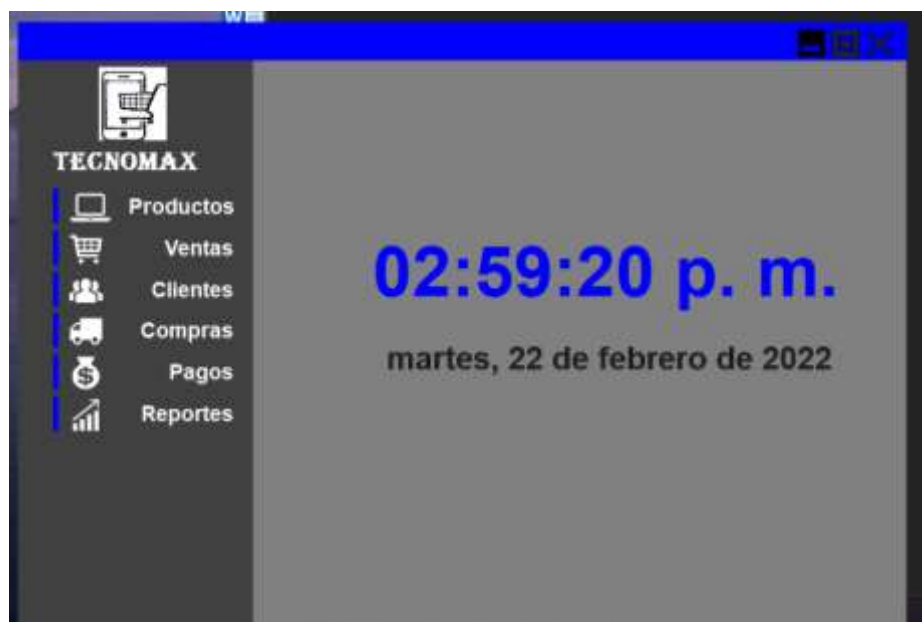 W
TECNOMAX
Productos
Ventas
Clientes
Compras
Pagos
Reportes
02:59:20 p. m.
martes, 22 de febrero de 2022